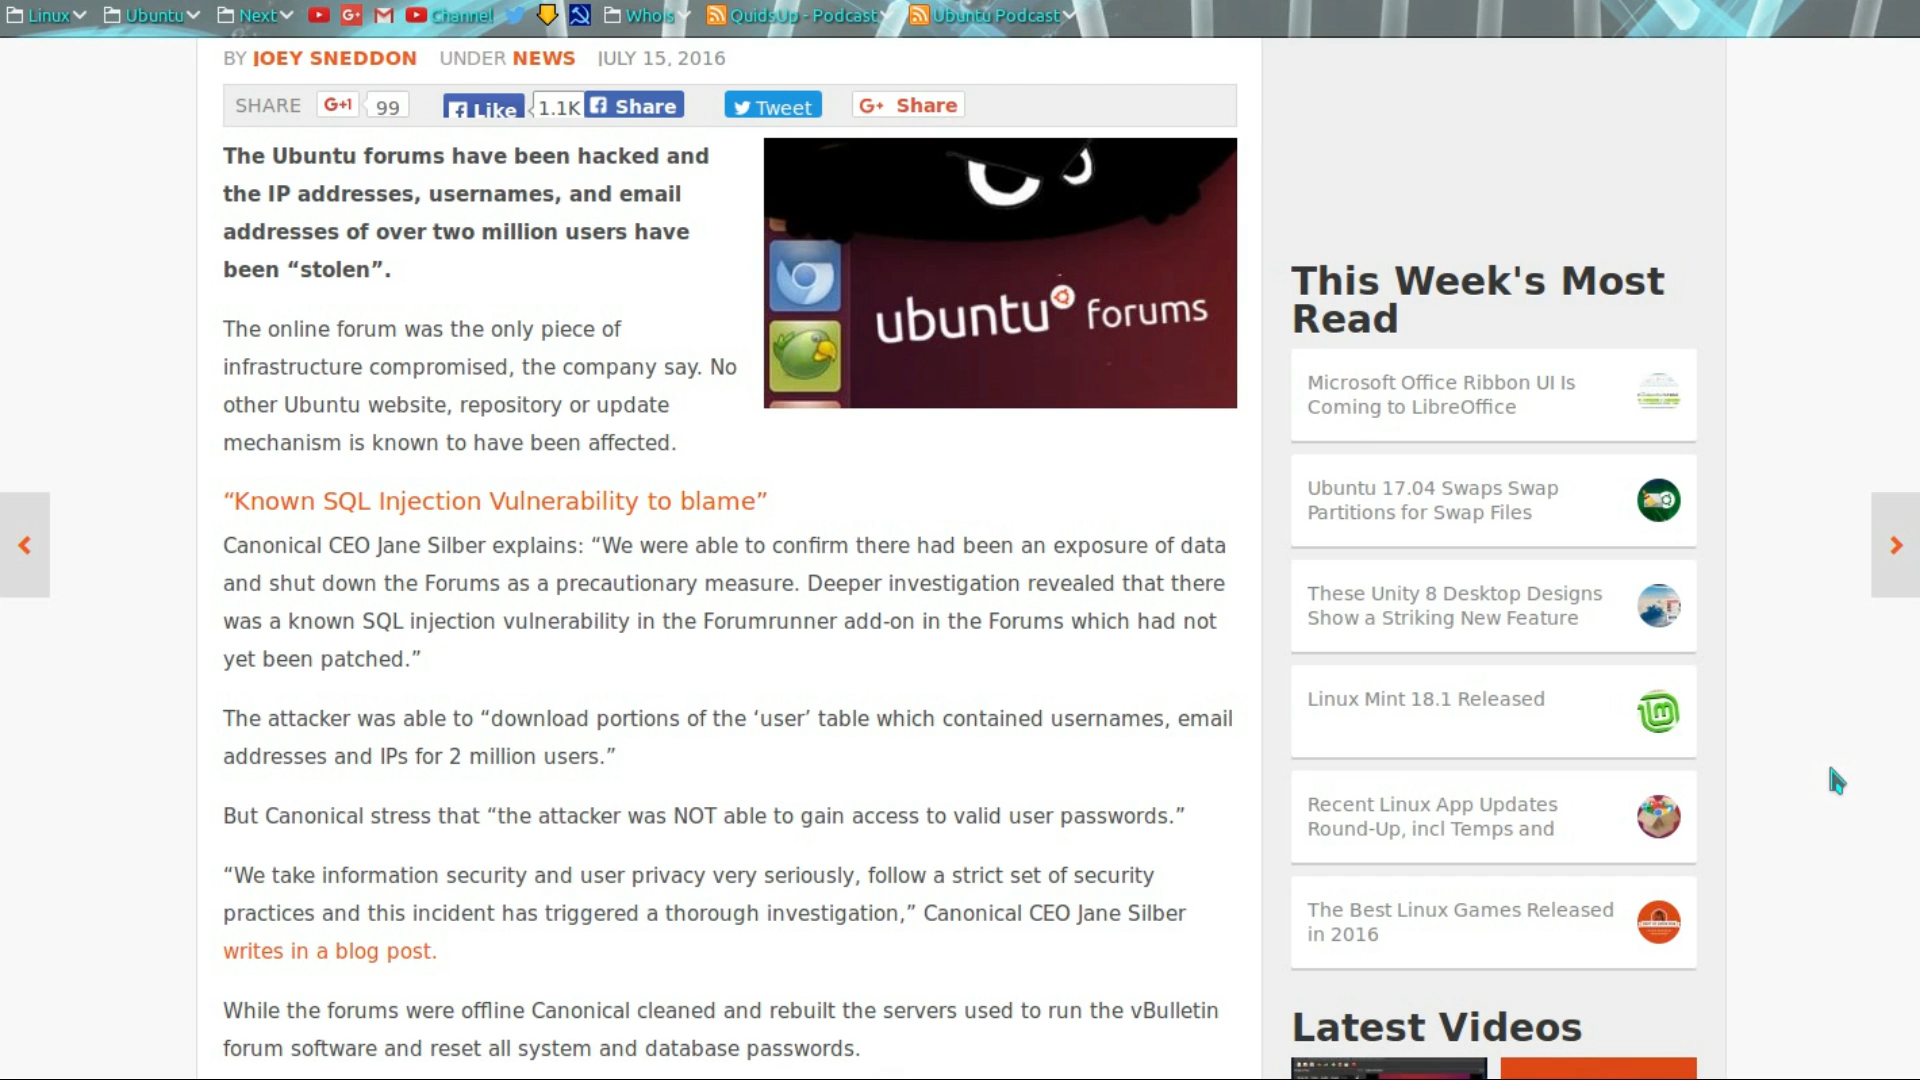 Linux Ubuntu Next Channel Whois QuidsUp - Podcast Ubuntu Podcast
BY JOEY SNEDDON UNDER NEWS JULY 15, 2016
SHARE G+1 99 Like 1.1K Share Tweet G+ Share
The Ubuntu forums have been hacked and
the IP addresses, usernames, and email
addresses of over two million users have
been “stolen”.
ubuntu forums
The online forum was the only piece of
infrastructure compromised, the company say. No
other Ubuntu website, repository or update
mechanism is known to have been affected.
“Known SQL Injection Vulnerability to blame”
Canonical CEO Jane Silber explains: “We were able to confirm there had been an exposure of data
and shut down the Forums as a precautionary measure. Deeper investigation revealed that there
was a known SQL injection vulnerability in the Forumrunner add-on in the Forums which had not
yet been patched.”
The attacker was able to “download portions of the ‘user’ table which contained usernames, email
addresses and IPs for 2 million users.”
But Canonical stress that “the attacker was NOT able to gain access to valid user passwords.”
“We take information security and user privacy very seriously, follow a strict set of security
practices and this incident has triggered a thorough investigation,” Canonical CEO Jane Silber
writes in a blog post.
While the forums were offline Canonical cleaned and rebuilt the servers used to run the vBulletin
forum software and reset all system and database passwords.
This Week's Most
Read
Microsoft Office Ribbon UI Is
Coming to LibreOffice
Ubuntu 17.04 Swaps Swap
Partitions for Swap Files
These Unity 8 Desktop Designs
Show a Striking New Feature
Linux Mint 18.1 Released
Recent Linux App Updates
Round-Up, incl Temps and
The Best Linux Games Released
in 2016
Latest Videos